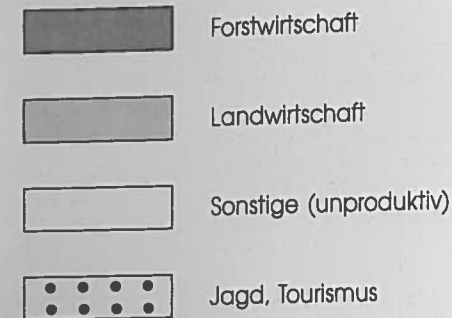 Forstwirtschaft
Landwirtschaft
Sonstige (unproduktiv)
Jagd, Tourismus